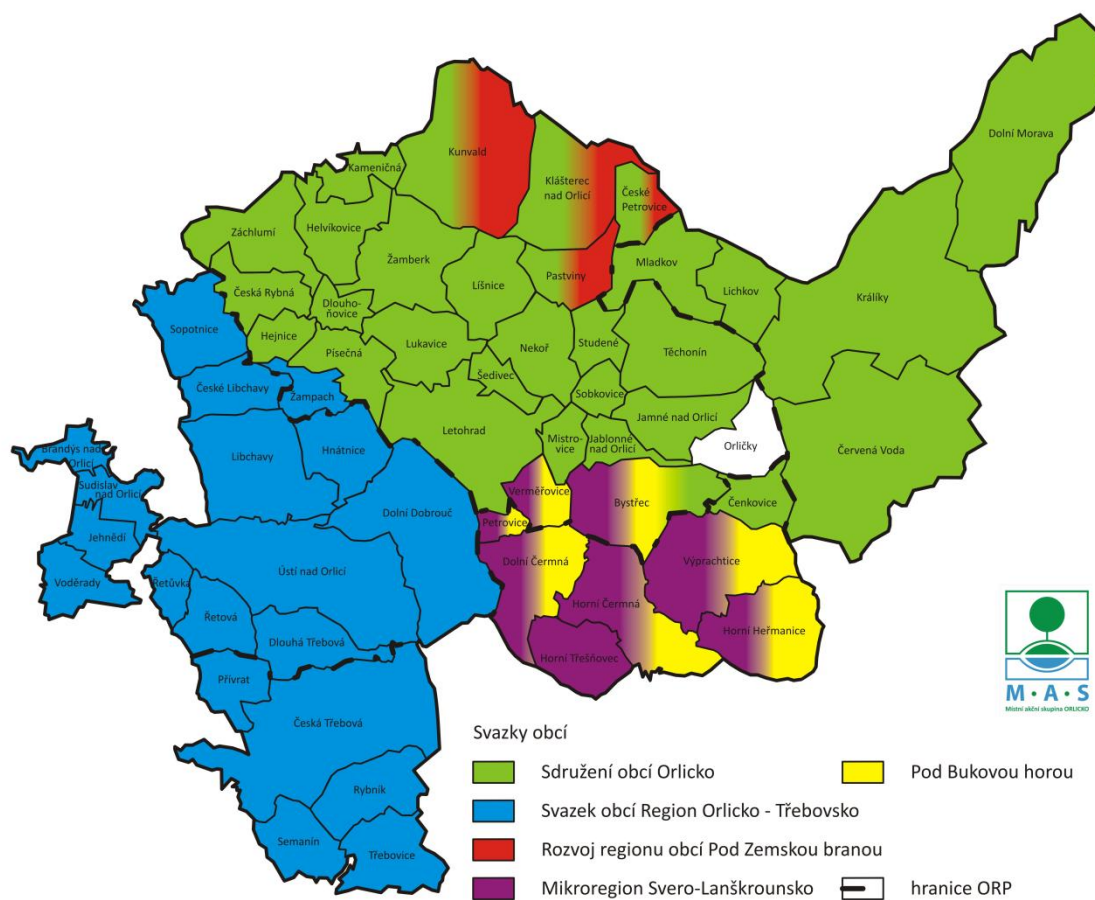 Dolní Morava
Kunvald
Kameničná
Klášterec
nad Orlicí
České
Petrovice
Helvíkovice
Záchlumí
Žamberk
Mladkov
Pastviny
Líšnice
Lichkov
Králíky
Česká Rybná
Dlouho-
ňovice
Sopotnice
Hejnice
Písečná
Lukavice
Nekoř
Studené
Těchonín
České Libchavy
Žampach
Šedivec
Sobkovice
Letohrad
Jamné nad Orlicí
Mistro-
vice
Jablonné
nad Orlicí
Orličky
Červená Voda
Brandýs nad
Orlicí
Libchavy
Hnátnice
Sudislav
nad Orlicí
Verměřovice
Bystřec
Čenkovice
Dolní Dobrouč
Petrovice
Jehnědí
Dolní Čermná
Výprachtice
Voděrady
Řetůvka
Ústí nad Orlicí
Horní Čermná
Řetová
Dlouhá Třebová
Horní Heřmanice
Horní Třešňovec
Přívrat
Česká Třebová
Rybník
Semanín
Třebovice
M·A·S
Místní akční skupina ORLICKO
Svazky obcí
Sdružení obcí Orlicko
Pod Bukovou horou
Svazek obcí Region Orlicko - Třebovsko
Rozvoj regionu obcí Pod Zemskou branou
Mikroregion Svero-Lanškrounsko
hranice ORP